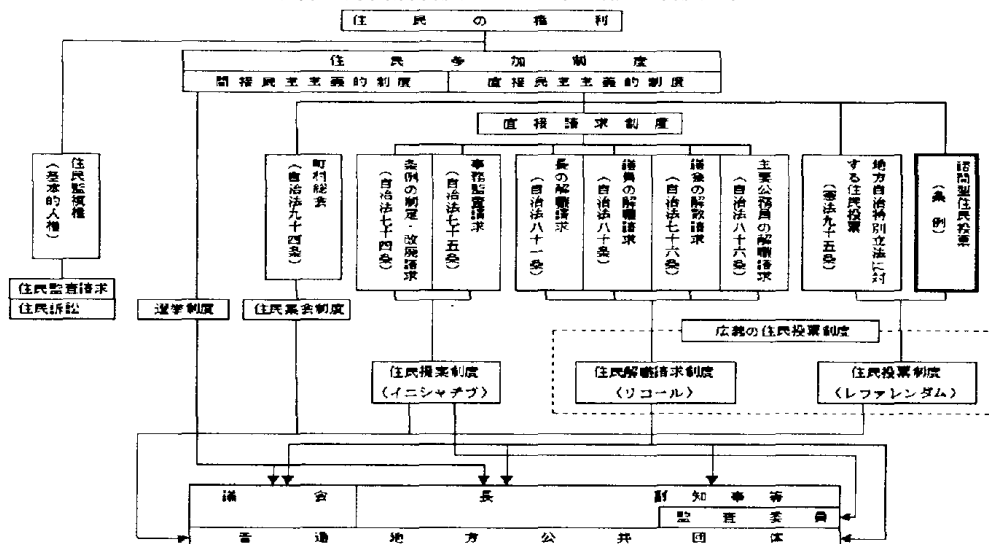 住民の権利
住民参加制度
間接民主主義的制度
直接民主主義的制度
直接請求制度
住民監視権
（基本的人権）
町村総会
（自治法九十四条）
条例の制定・改廃請求
（自治法七十四条）
事務監査請求
（自治法七十五条）
長の解職請求
（自治法八十一条）
議員の解職請求
（自治法八十条）
議会の解散請求
（自治法七十六条）
主要公務員の解職請求
（自治法八十六条）
地方自治特別立法に対
する住民投票
（憲法九十五条）
諮問型住民投票
（条例）
住民監査請求
住民訴訟
選挙制度
住民集会制度
広義の住民投票制度
住民提案制度
〈イニシャチブ〉
住民解職請求制度
〈リコール〉
住民投票制度
〈レファレンダム〉
議会
長
副知事等
監査委員
普通地方公共団体